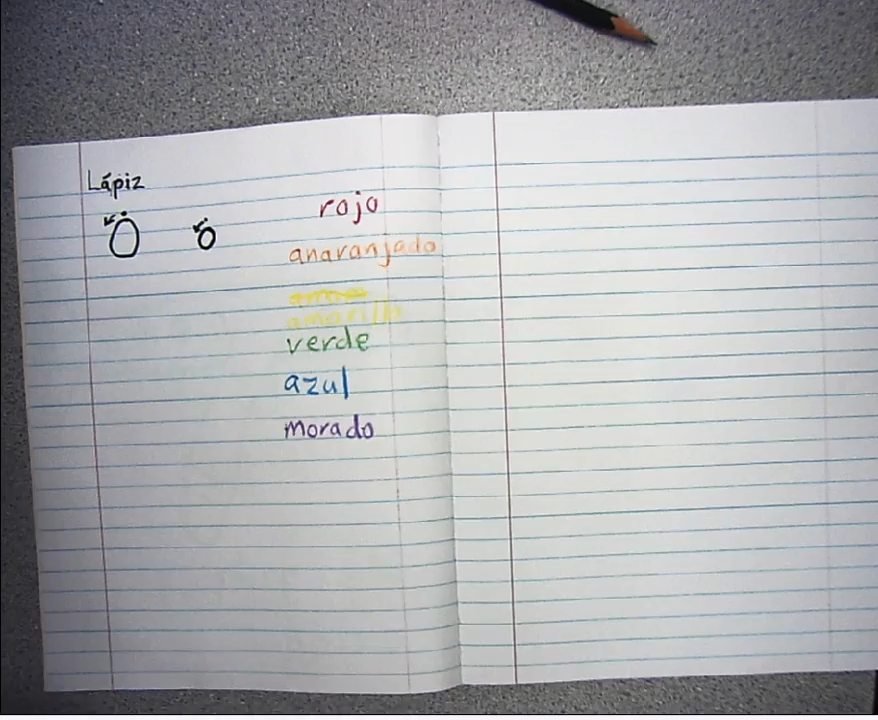 Lápiz
O o
rojo
anaranjado
amarillo
verde
azul
morado